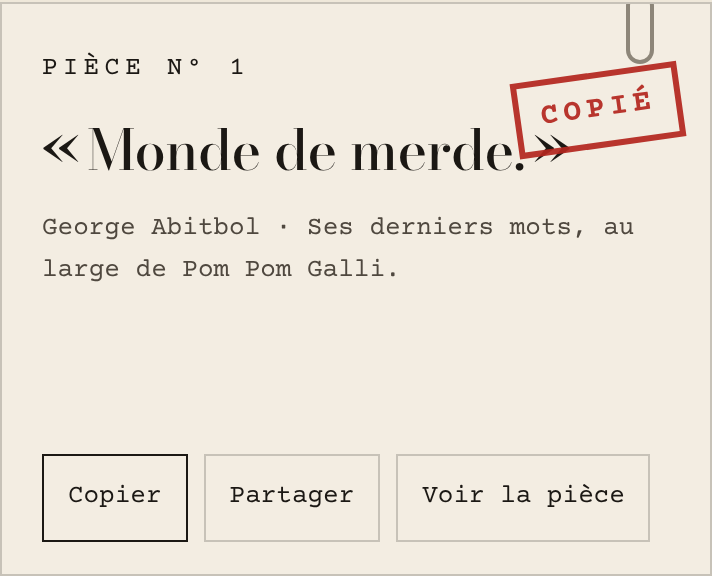 PIÈCE N° 1
COPIÉ
« Monde de merde. »
George Abitbol · Ses derniers mots, au
large de Pom Pom Galli.
Copier
Partager
Voir la pièce